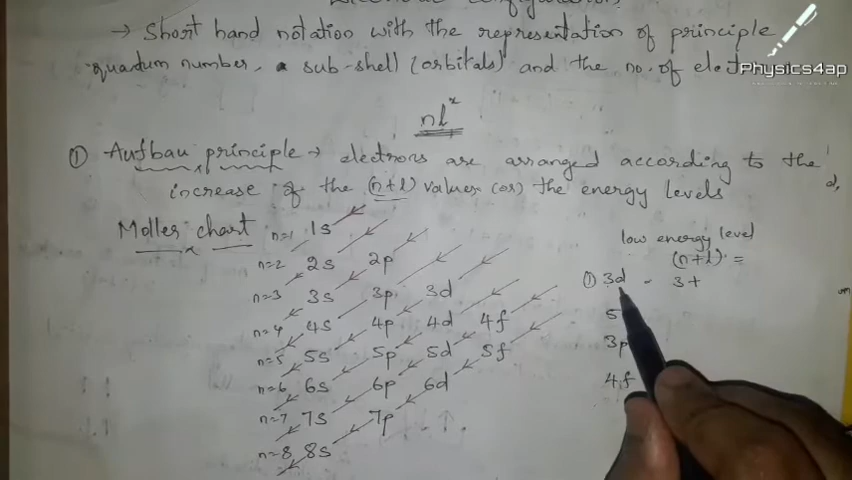 → Short hand notation with the representation of principle
Physics4ap
quantum number, sub-shell (orbitals) and the no. of
nl^x
① Aufbau principle → electrons are arranged according to the
increase of the (n+l) values (or) the energy levels
Moller chart
n=1 1s
n=2 2s 2p
n=3 3s 3p 3d
n=4 4s 4p 4d 4f
n=5 5s 5p 5d 5f
n=6 6s 6p 6d
n=7 7s 7p
n=8 8s
low energy level
(n+l) =
① 3d - 3+
5
3p
4f